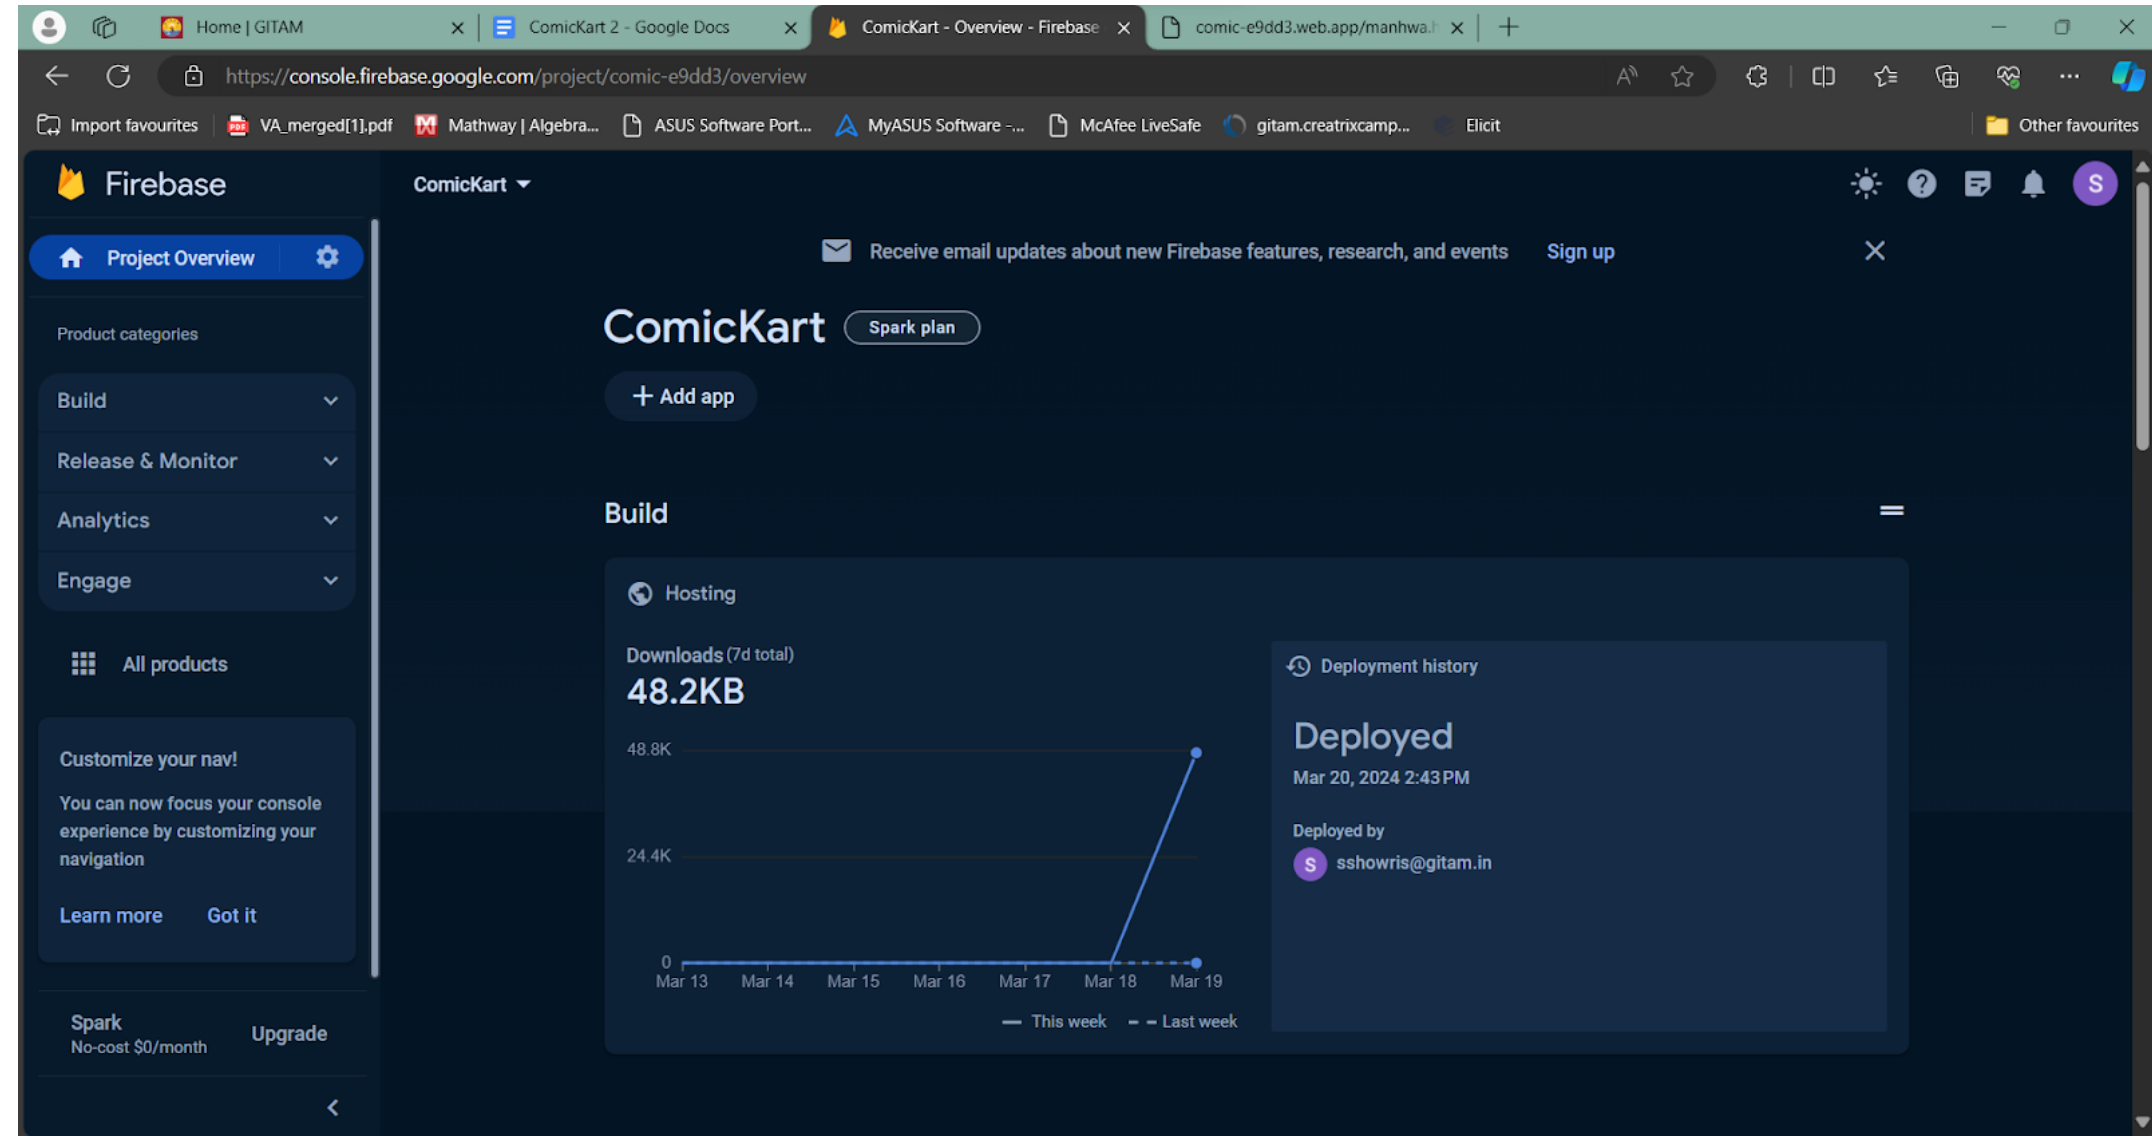 Home | GITAM
ComicKart 2 - Google Docs
ComicKart - Overview - Firebase
comic-e9dd3.web.app/manhwa.h
https://console.firebase.google.com/project/comic-e9dd3/overview
Import favourites
VA_merged[1].pdf
Mathway | Algebra...
ASUS Software Port...
MyASUS Software -...
McAfee LiveSafe
gitam.creatrixcamp...
Elicit
Other favourites
Firebase
ComicKart
S
Project Overview
Receive email updates about new Firebase features, research, and events Sign up
ComicKart
Spark plan
Add app
Product categories
Build
Release & Monitor
Analytics
Engage
All products
Customize your nav!
You can now focus your console
experience by customizing your
navigation
Learn more Got it
Spark
No-cost $0/month
Upgrade
Build
Hosting
Downloads (7d total)
48.2KB
48.8K
24.4K
0
Mar 13 Mar 14 Mar 15 Mar 16 Mar 17 Mar 18 Mar 19
This week Last week
Deployment history
Deployed
Mar 20, 2024 2:43 PM
Deployed by
S sshowris@gitam.in